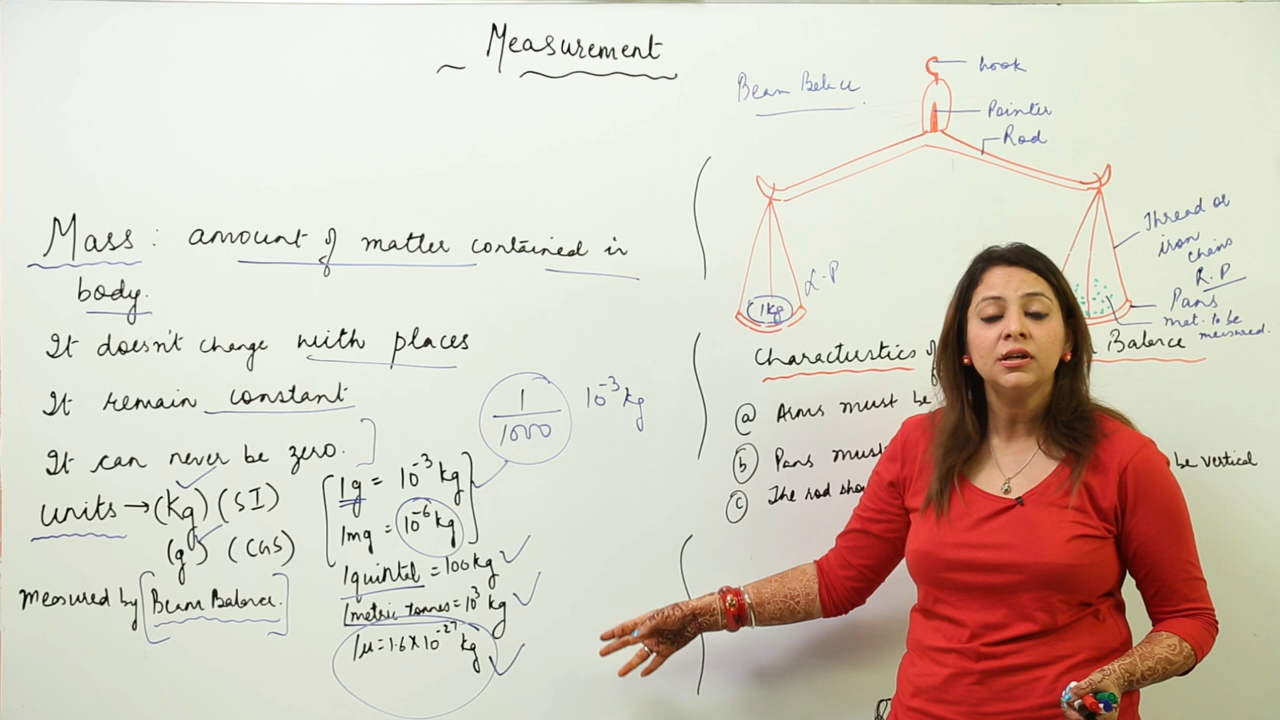 Measurement
Mass: amount of matter contained in
body.
It doesn't change with places
It remain constant
It can never be zero.
units → (Kg) (SI)
(g) (CGS)
Measured by Beam Balance.
1/1000 10⁻³ kg
1g = 10⁻³ kg
1mg = 10⁻⁶ kg
1quintel = 100kg
1metric tonnes = 10³ kg
1u = 1.6 X 10⁻²⁷ kg
Beam Balance
hook
Pointer
Rod
Thread or
iron
chains
R.P
Pans
mat. to be
measured.
L.P
1kg
Charactustics Balance
(a) Arms must be
(b) Pans must be vertical
(c) The rod